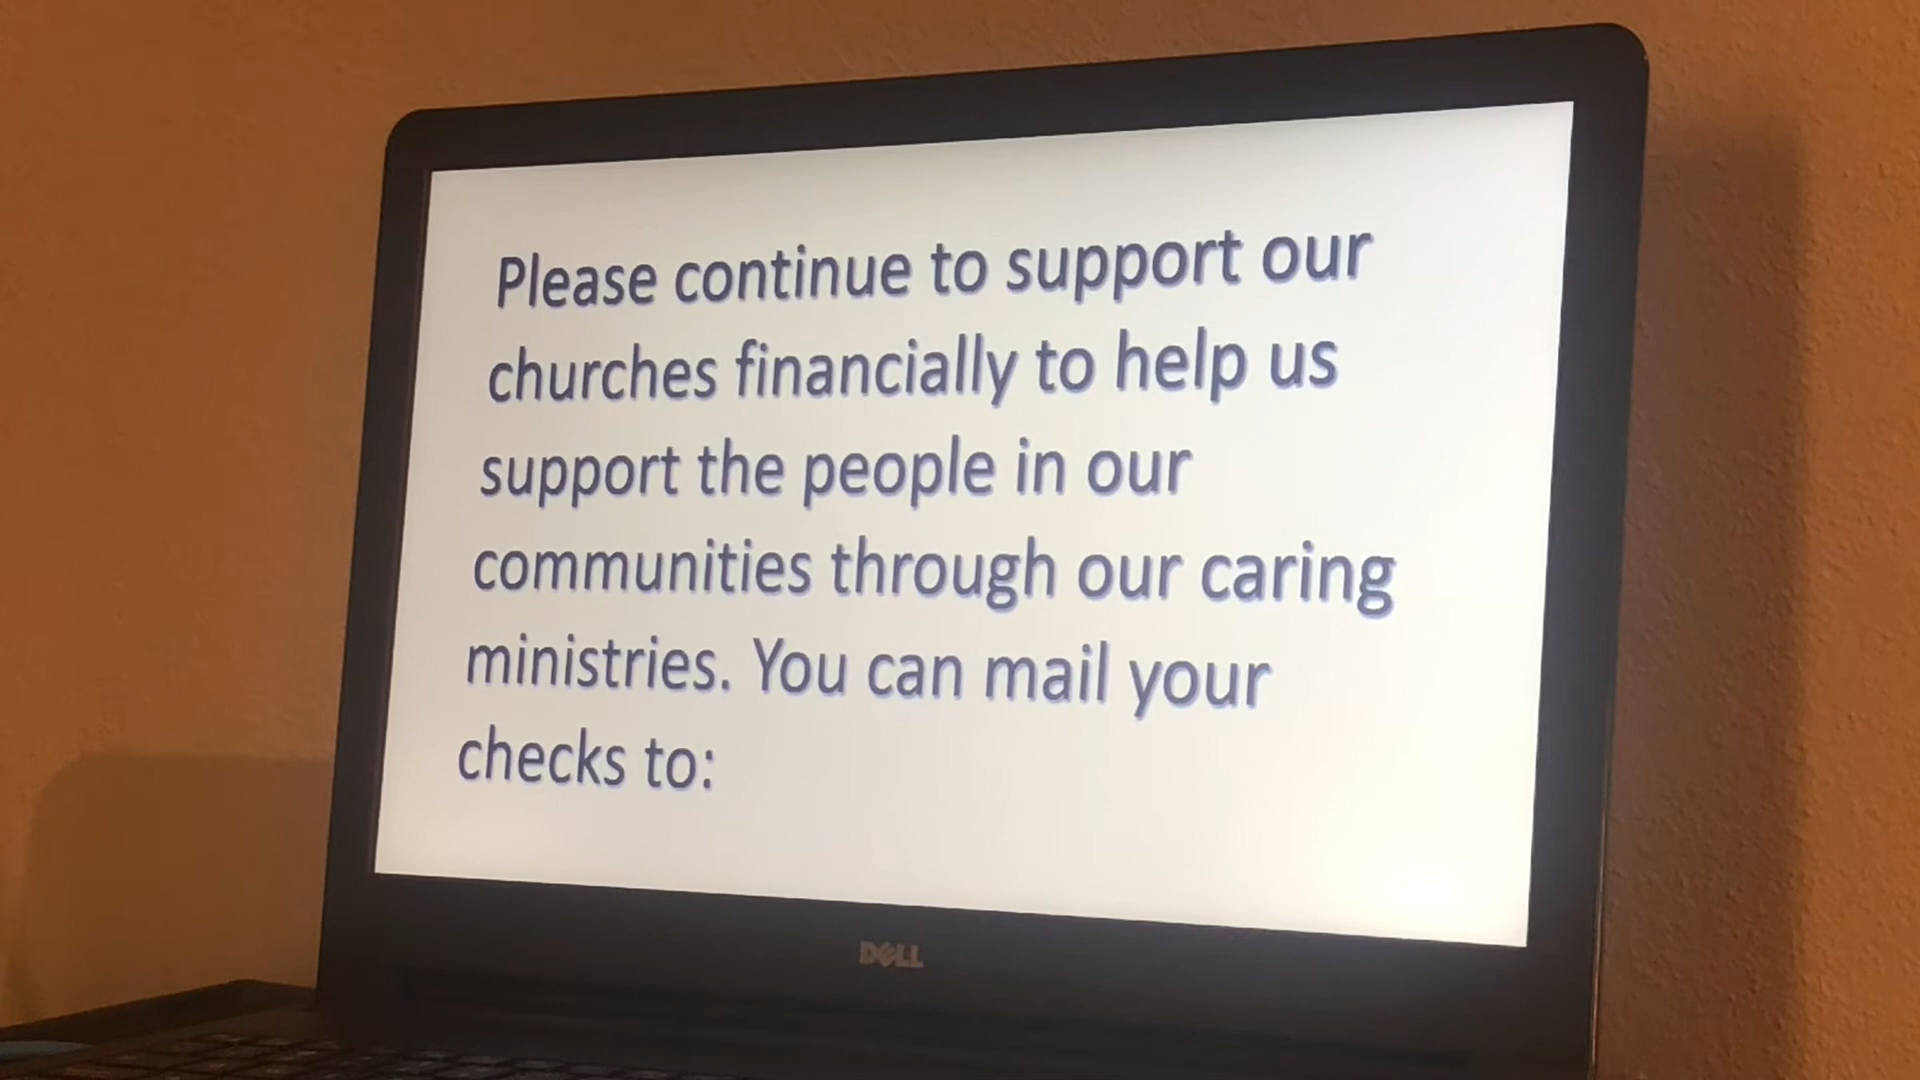 Please continue to support our
churches financially to help us
support the people in our
communities through our caring
ministries. You can mail your
checks to:
DELL